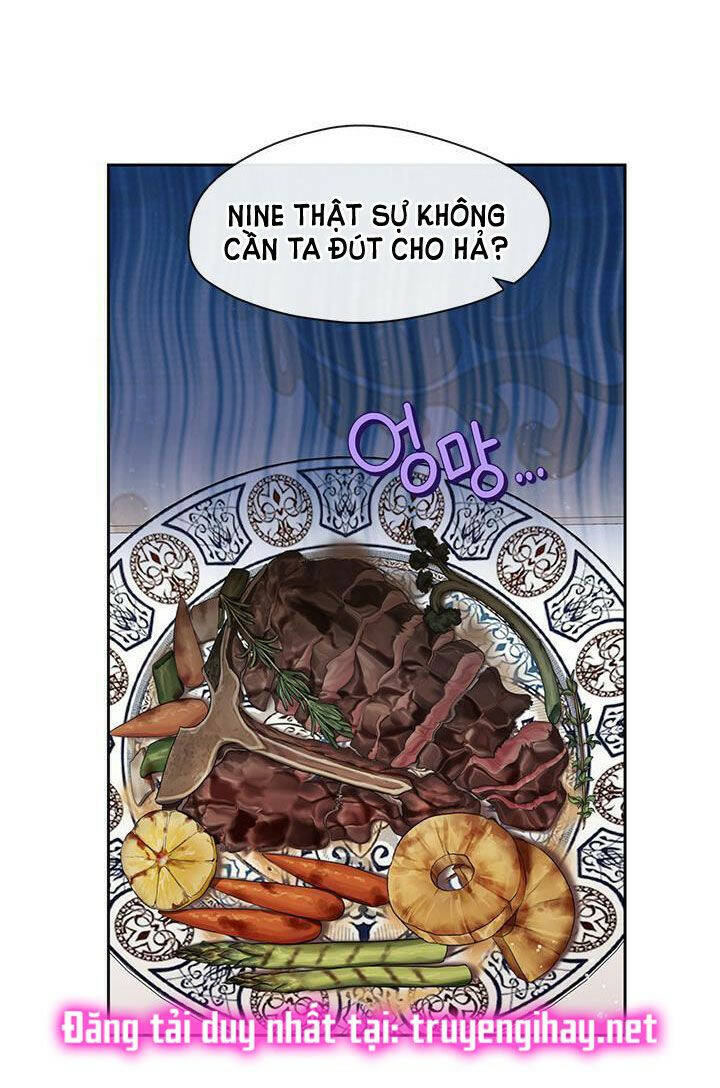 NINE THẬT SỰ KHÔNG
CẦN TA ĐÚT CHO HẢ?
엉망...
Đăng tải duy nhất tại: truyengihay.net